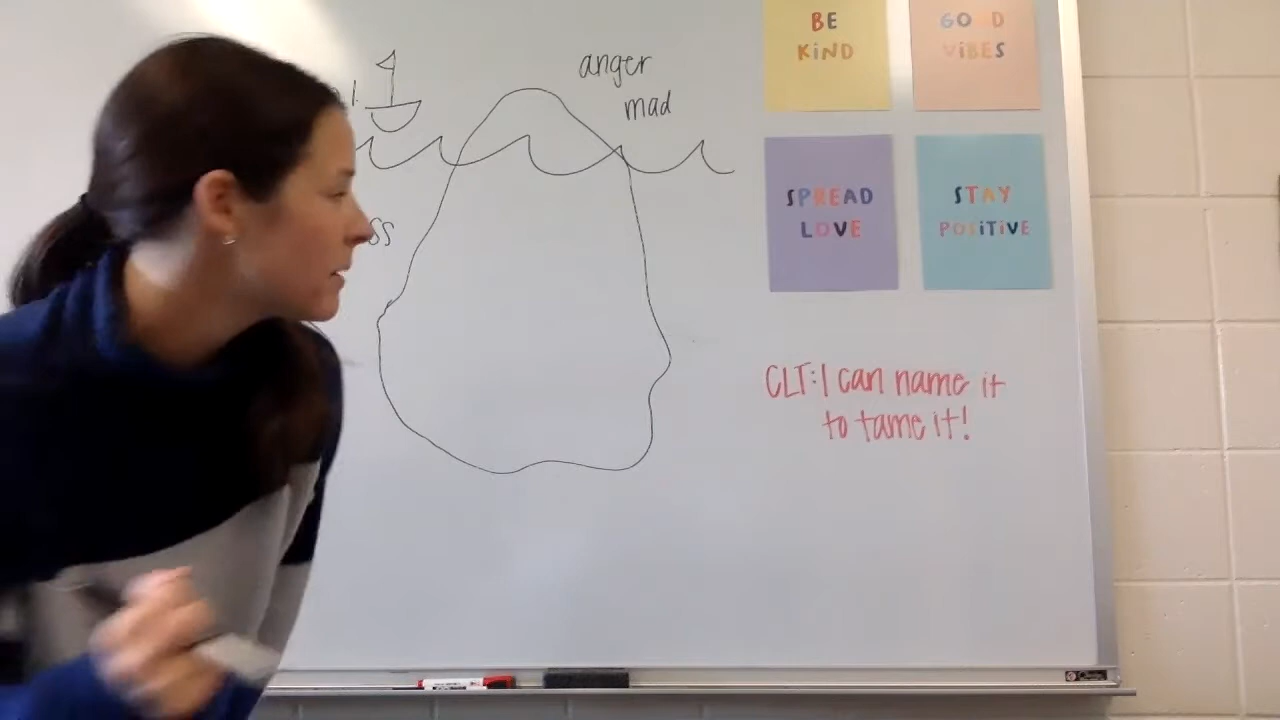 anger
mad
BE
KiND
GOOD
ViBES
SPREAD
LOVE
STAY
POSiTiVE
CLT: I can name it
to tame it!